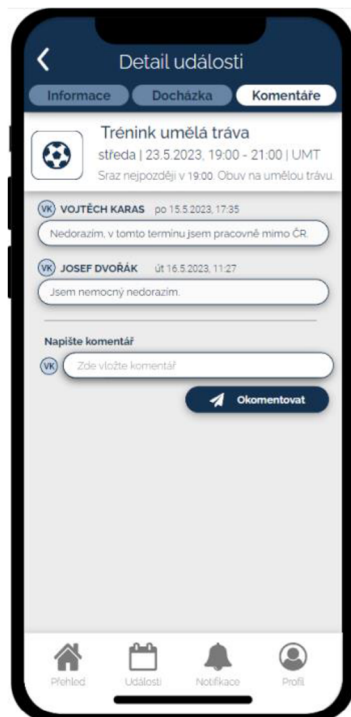 Detail události
Informace Docházka Komentáře
Trénink umělá tráva
středa | 23.5.2023, 19:00 - 21:00 | UMT
Sraz nejpozději v 19:00. Obuv na umělou trávu.
VK VOJTĚCH KARAS po 15.5.2023, 17:35
Nedorazím, v tomto termínu jsem pracovně mimo ČR.
VK JOSEF DVOŘÁK út 16.5.2023, 11:27
Jsem nemocný nedorazím.
Napište komentář
VK Zde vložte komentář
Okomentovat
Přehled Události Notifikace Profil